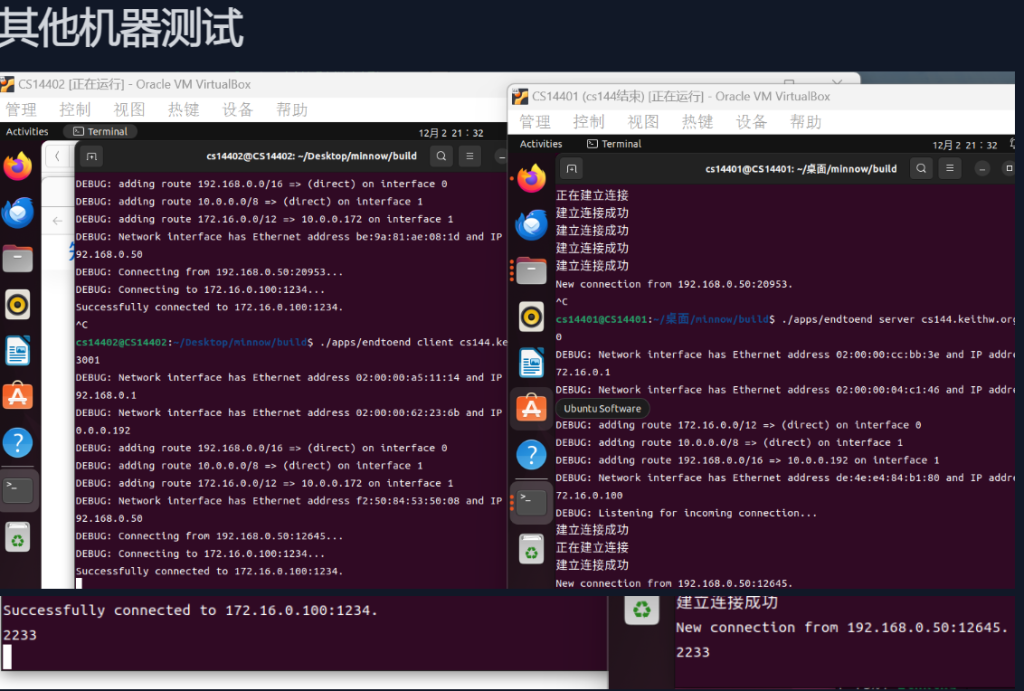 其他机器测试
CS14402 [正在运行] - Oracle VM VirtualBox
管理 控制 视图 热键 设备 帮助
Activities Terminal 12月 2 21：32
cs14402@CS14402: ~/Desktop/minnow/build
DEBUG: adding route 192.168.0.0/16 => (direct) on interface 0
DEBUG: adding route 10.0.0.0/8 => (direct) on interface 1
DEBUG: adding route 172.16.0.0/12 => 10.0.0.172 on interface 1
DEBUG: Network interface has Ethernet address be:9a:81:ae:08:1d and IP
92.168.0.50
DEBUG: Connecting from 192.168.0.50:20953...
DEBUG: Connecting to 172.16.0.100:1234...
Successfully connected to 172.16.0.100:1234.
^C
cs14402@CS14402:~/Desktop/minnow/build$ ./apps/endtoend client cs144.ke
3001
DEBUG: Network interface has Ethernet address 02:00:00:a5:11:14 and IP
92.168.0.1
DEBUG: Network interface has Ethernet address 02:00:00:62:23:6b and IP
0.0.0.192
DEBUG: adding route 192.168.0.0/16 => (direct) on interface 0
DEBUG: adding route 10.0.0.0/8 => (direct) on interface 1
DEBUG: adding route 172.16.0.0/12 => 10.0.0.172 on interface 1
DEBUG: Network interface has Ethernet address f2:50:84:53:50:08 and IP
92.168.0.50
DEBUG: Connecting from 192.168.0.50:12645...
DEBUG: Connecting to 172.16.0.100:1234...
Successfully connected to 172.16.0.100:1234.
CS14401 (cs144结束) [正在运行] - Oracle VM VirtualBox
管理 控制 视图 热键 设备 帮助
Activities Terminal 12月 2 21：32
cs14401@CS14401: ~/桌面/minnow/build
正在建立连接
建立连接成功
建立连接成功
建立连接成功
建立连接成功
New connection from 192.168.0.50:20953.
^C
cs14401@CS14401:~/桌面/minnow/build$ ./apps/endtoend server cs144.keithw.org
0
DEBUG: Network interface has Ethernet address 02:00:00:cc:bb:3e and IP addre
72.16.0.1
DEBUG: Network interface has Ethernet address 02:00:00:04:c1:46 and IP addre
Ubuntu Software
DEBUG: adding route 172.16.0.0/12 => (direct) on interface 0
DEBUG: adding route 10.0.0.0/8 => (direct) on interface 1
DEBUG: adding route 192.168.0.0/16 => 10.0.0.192 on interface 1
DEBUG: Network interface has Ethernet address de:4e:e4:84:b1:80 and IP addre
72.16.0.100
DEBUG: Listening for incoming connection...
建立连接成功
正在建立连接
建立连接成功
New connection from 192.168.0.50:12645.
Successfully connected to 172.16.0.100:1234.
2233
建立连接成功
New connection from 192.168.0.50:12645.
2233